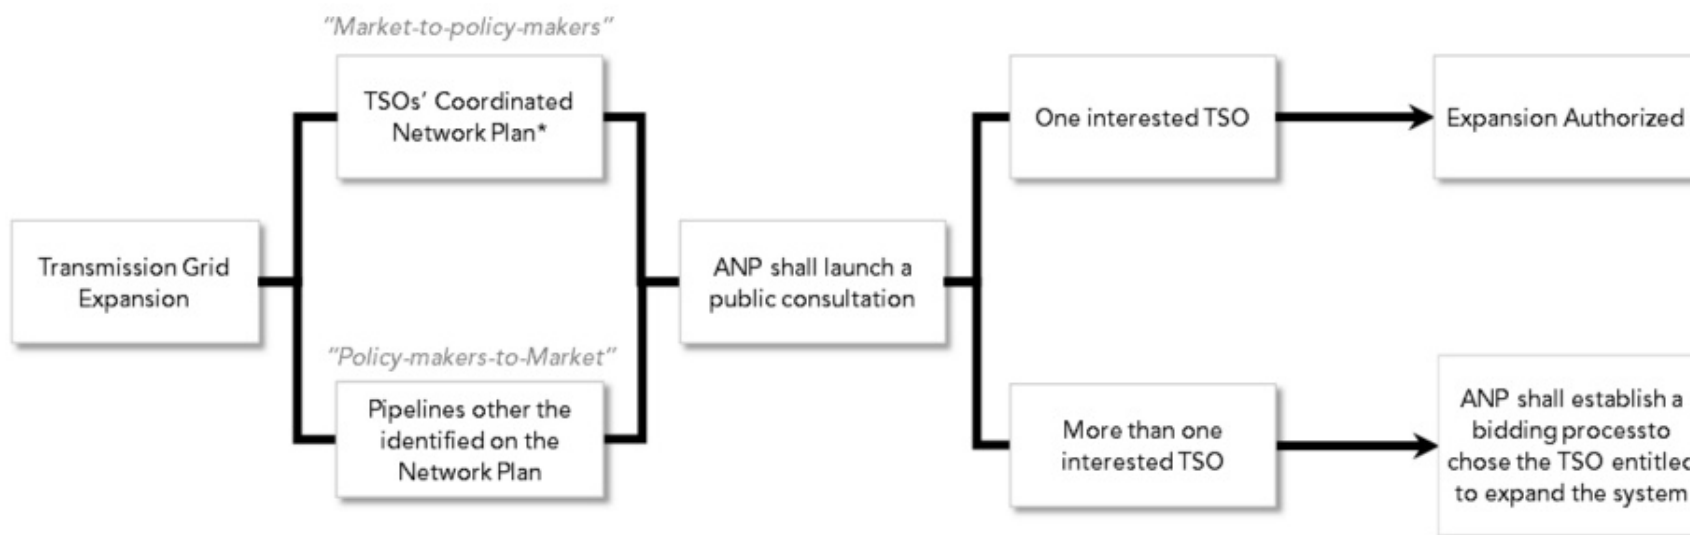 "Market-to-policy-makers"
TSOs' Coordinated
Network Plan*
One interested TSO
Expansion Authorized
Transmission Grid
Expansion
ANP shall launch a
public consultation
"Policy-makers-to-Market"
Pipelines other the
identified on the
Network Plan
More than one
interested TSO
ANP shall establish a
bidding processto
chose the TSO entitled
to expand the system